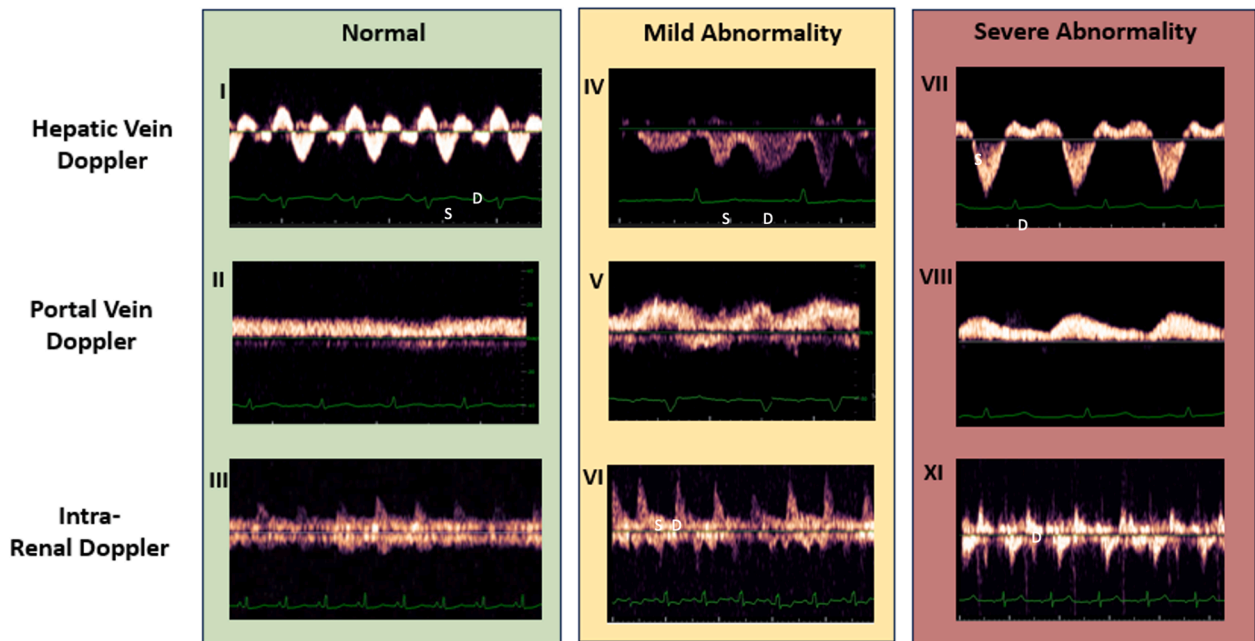 Normal
Mild Abnormality
Severe Abnormality
Hepatic Vein
Doppler
I
D
S
IV
S D
VII
S
D
Portal Vein
Doppler
II
V
VIII
Intra-
Renal Doppler
III
VI
S D
XI
D